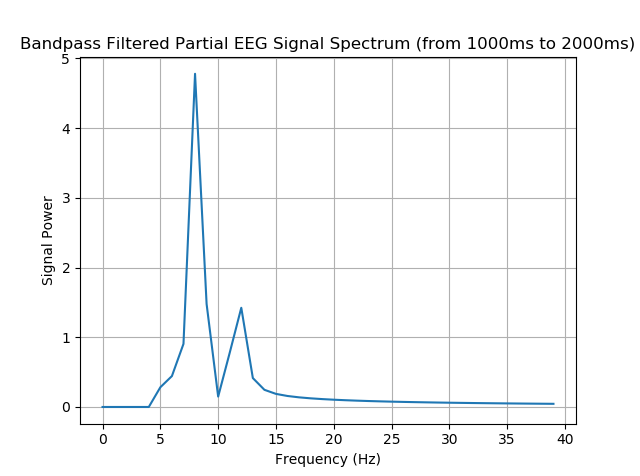 Bandpass Filtered Partial EEG Signal Spectrum (from 1000ms to 2000ms)
5
4
3
2
1
0
Signal Power
0 5 10 15 20 25 30 35 40
Frequency (Hz)